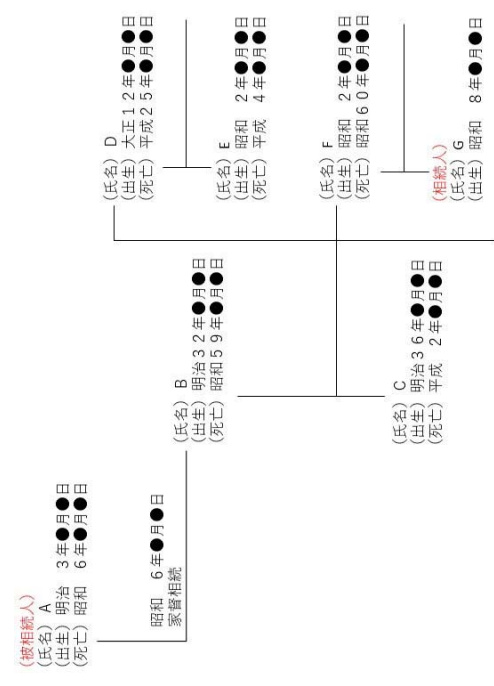 (被相続人)
(氏名) A
(出生) 明治 3年●月●日
(死亡) 昭和 6年●月●日
昭和 6年●月●日
家督相続
(氏名) B
(出生) 明治32年●月●日
(死亡) 昭和59年●月●日
(氏名) C
(出生) 明治36年●月●日
(死亡) 平成 2年●月●日
(氏名) D
(出生) 大正12年●月●日
(死亡) 平成25年●月●日
(氏名) E
(出生) 昭和 2年●月●日
(死亡) 平成 4年●月●日
(氏名) F
(出生) 昭和 2年●月●日
(死亡) 昭和60年●月●日
(相続人)
(氏名) G
(出生) 昭和 8年●月●日